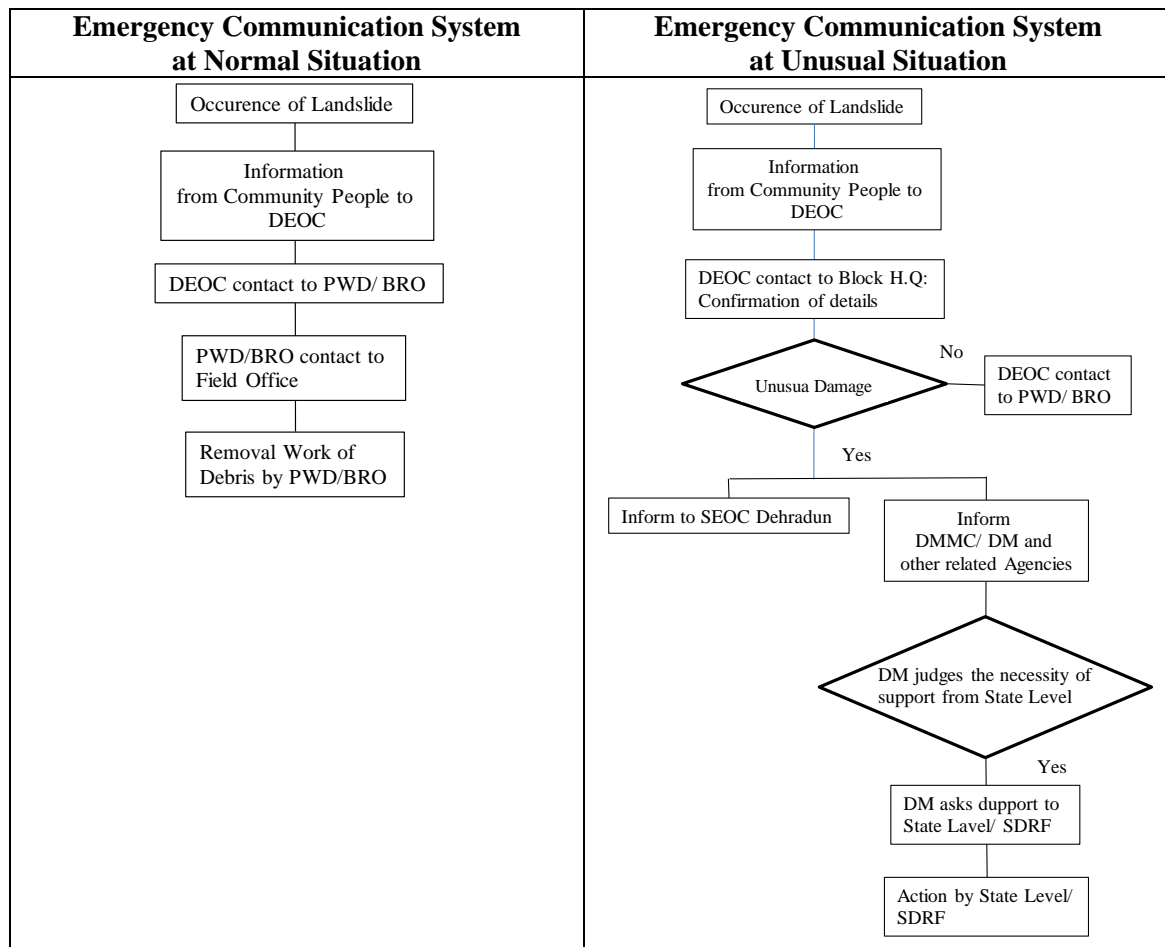 Emergency Communication System
at Normal Situation
Occurence of Landslide
Information
from Community People to
DEOC
DEOC contact to PWD/ BRO
PWD/BRO contact to
Field Office
Removal Work of
Debris by PWD/BRO
Emergency Communication System
at Unusual Situation
Occurence of Landslide
Information
from Community People to
DEOC
DEOC contact to Block H.Q:
Confirmation of details
Unusua Damage
No
DEOC contact
to PWD/ BRO
Yes
Inform to SEOC Dehradun
Inform
DMMC/ DM and
other related Agencies
DM judges the necessity of
support from State Level
Yes
DM asks dupport to
State Lavel/ SDRF
Action by State Level/
SDRF